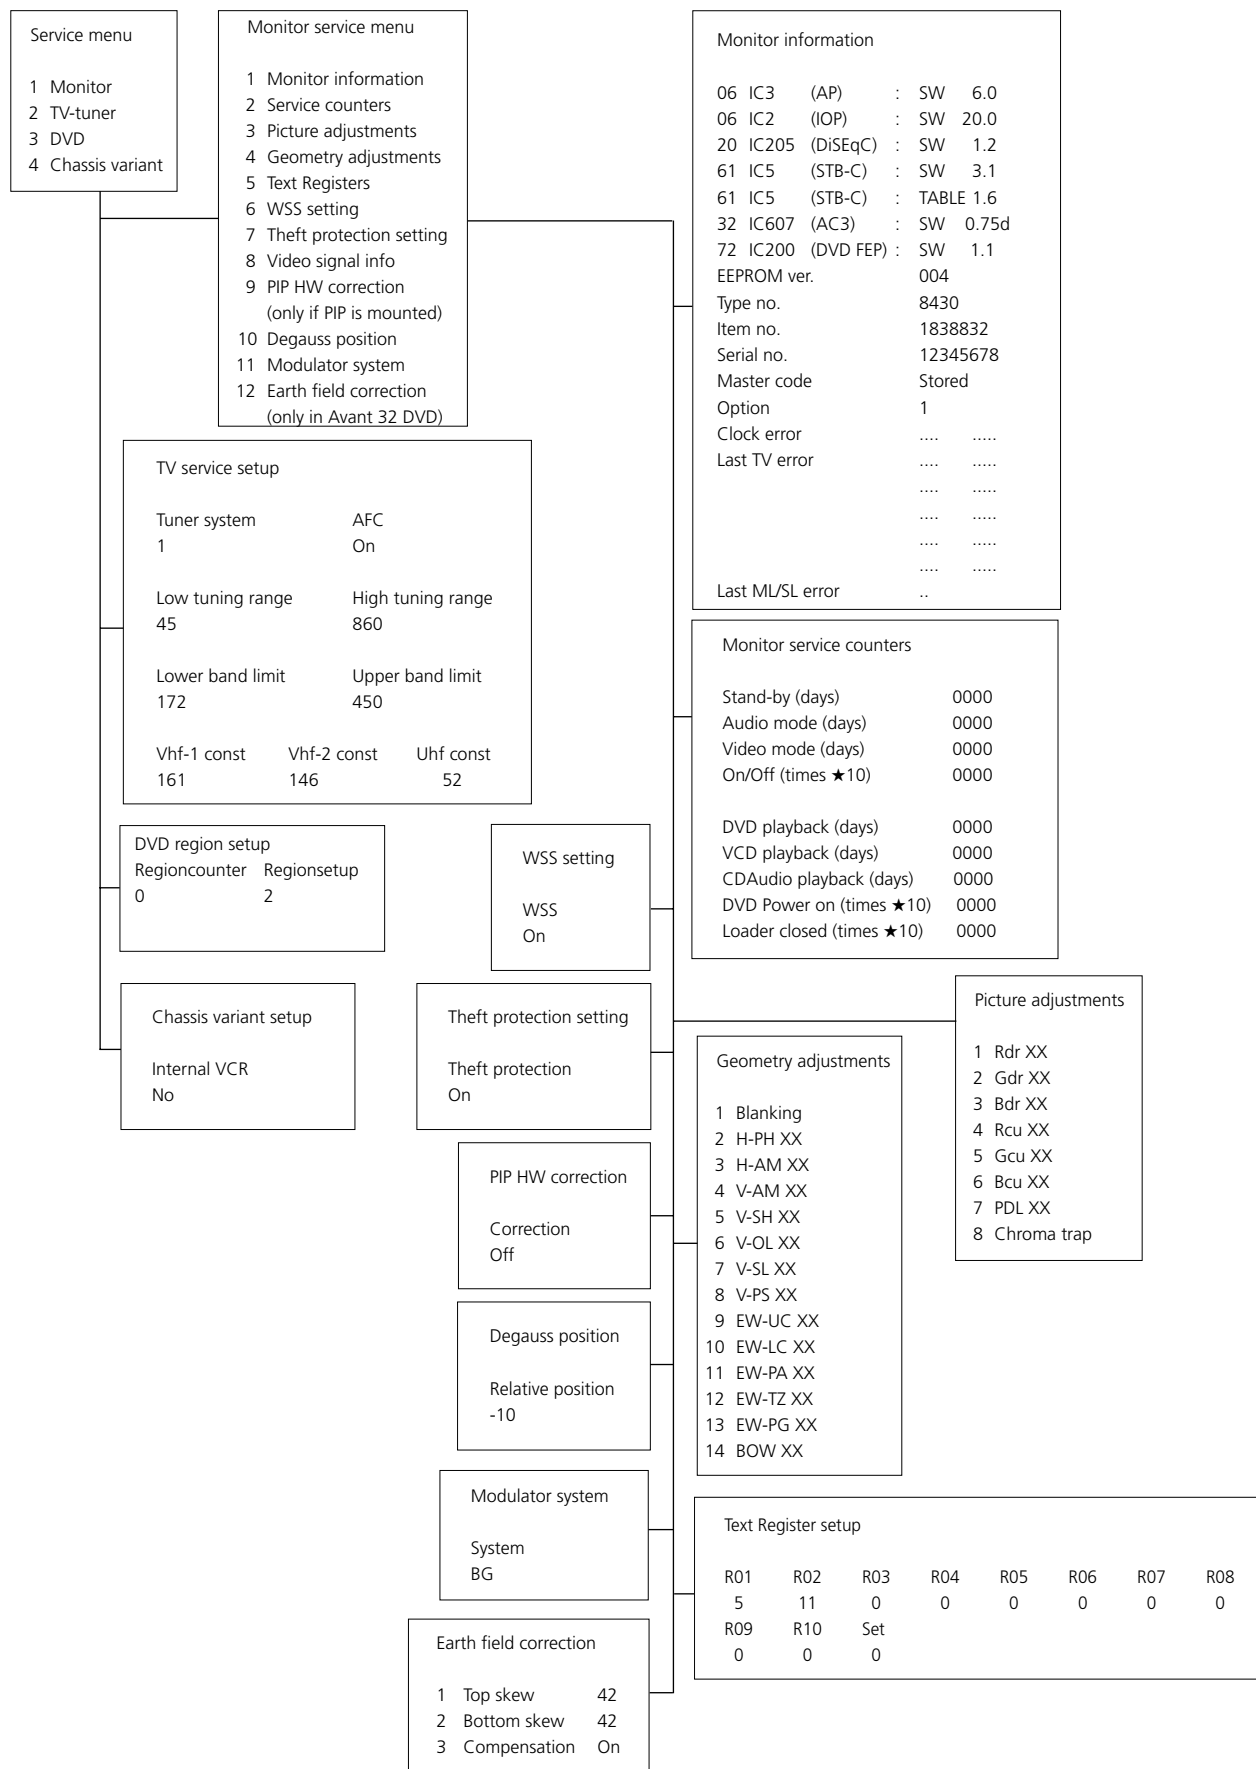 Service menu
1 Monitor
2 TV-tuner
3 DVD
4 Chassis variant
Monitor service menu
1 Monitor information
2 Service counters
3 Picture adjustments
4 Geometry adjustments
5 Text Registers
6 WSS setting
7 Theft protection setting
8 Video signal info
9 PIP HW correction
(only if PIP is mounted)
10 Degauss position
11 Modulator system
12 Earth field correction
(only in Avant 32 DVD)
Monitor information
06 IC3 (AP) : SW 6.0
06 IC2 (IOP) : SW 20.0
20 IC205 (DiSEqC) : SW 1.2
61 IC5 (STB-C) : SW 3.1
61 IC5 (STB-C) : TABLE 1.6
32 IC607 (AC3) : SW 0.75d
72 IC200 (DVD FEP) : SW 1.1
EEPROM ver. 004
Type no. 8430
Item no. 1838832
Serial no. 12345678
Master code Stored
Option 1
Clock error .... .....
Last TV error .... .....
.... .....
.... .....
.... .....
.... .....
Last ML/SL error ..
TV service setup
Tuner system AFC
1 On
Low tuning range High tuning range
45 860
Lower band limit Upper band limit
172 450
Vhf-1 const Vhf-2 const Uhf const
161 146 52
Monitor service counters
Stand-by (days) 0000
Audio mode (days) 0000
Video mode (days) 0000
On/Off (times ★10) 0000
DVD playback (days) 0000
VCD playback (days) 0000
CDAudio playback (days) 0000
DVD Power on (times ★10) 0000
Loader closed (times ★10) 0000
DVD region setup
Regioncounter Regionsetup
0 2
WSS setting
WSS
On
Chassis variant setup
Internal VCR
No
Theft protection setting
Theft protection
On
Picture adjustments
1 Rdr XX
2 Gdr XX
3 Bdr XX
4 Rcu XX
5 Gcu XX
6 Bcu XX
7 PDL XX
8 Chroma trap
Geometry adjustments
1 Blanking
2 H-PH XX
3 H-AM XX
4 V-AM XX
5 V-SH XX
6 V-OL XX
7 V-SL XX
8 V-PS XX
9 EW-UC XX
10 EW-LC XX
11 EW-PA XX
12 EW-TZ XX
13 EW-PG XX
14 BOW XX
PIP HW correction
Correction
Off
Degauss position
Relative position
-10
Modulator system
System
BG
Text Register setup
R01 R02 R03 R04 R05 R06 R07 R08
5 11 0 0 0 0 0 0
R09 R10 Set
0 0 0
Earth field correction
1 Top skew 42
2 Bottom skew 42
3 Compensation On